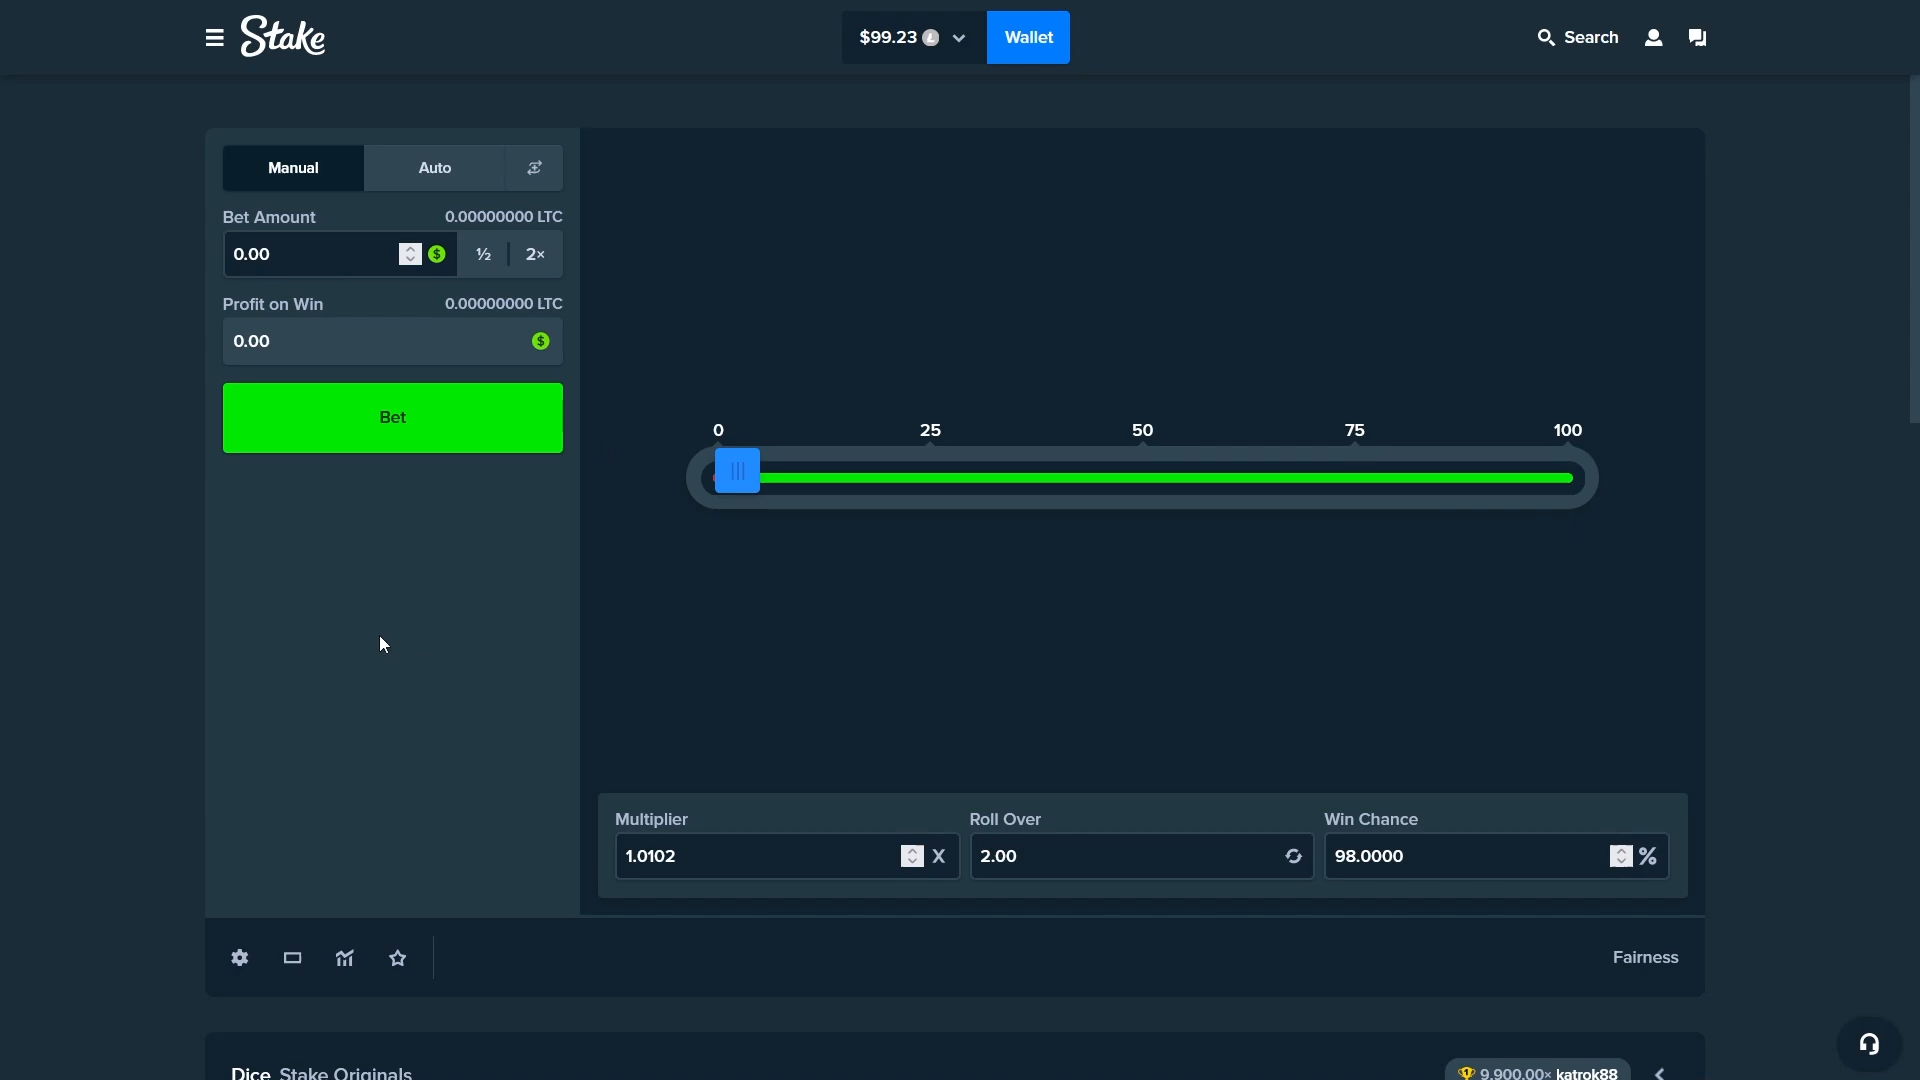 Stake
$99.23
Wallet
Search
Manual
Auto
Bet Amount
0.00000000 LTC
0.00
½
2×
Profit on Win
0.00000000 LTC
0.00
Bet
0
25
50
75
100
Multiplier
Roll Over
Win Chance
1.0102
X
2.00
98.0000
%
Fairness
Dice Stake Originals
9,900.00× katrok88